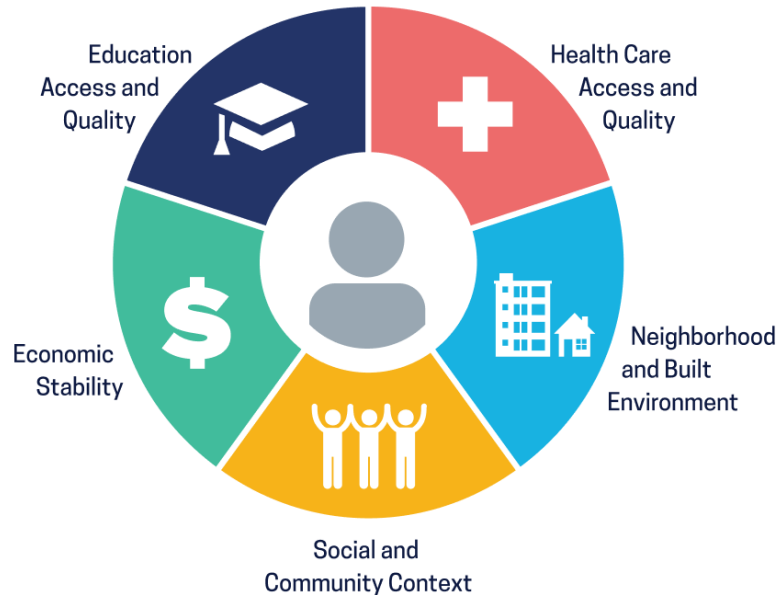 Education
Access and
Quality
Health Care
Access and
Quality
Economic
Stability
Neighborhood
and Built
Environment
Social and
Community Context